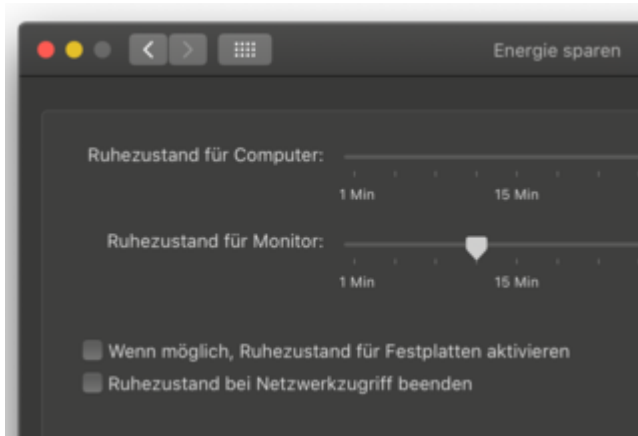 Energie sparen
Ruhezustand für Computer:
1 Min 15 Min
Ruhezustand für Monitor:
1 Min 15 Min
Wenn möglich, Ruhezustand für Festplatten aktivieren
Ruhezustand bei Netzwerkzugriff beenden